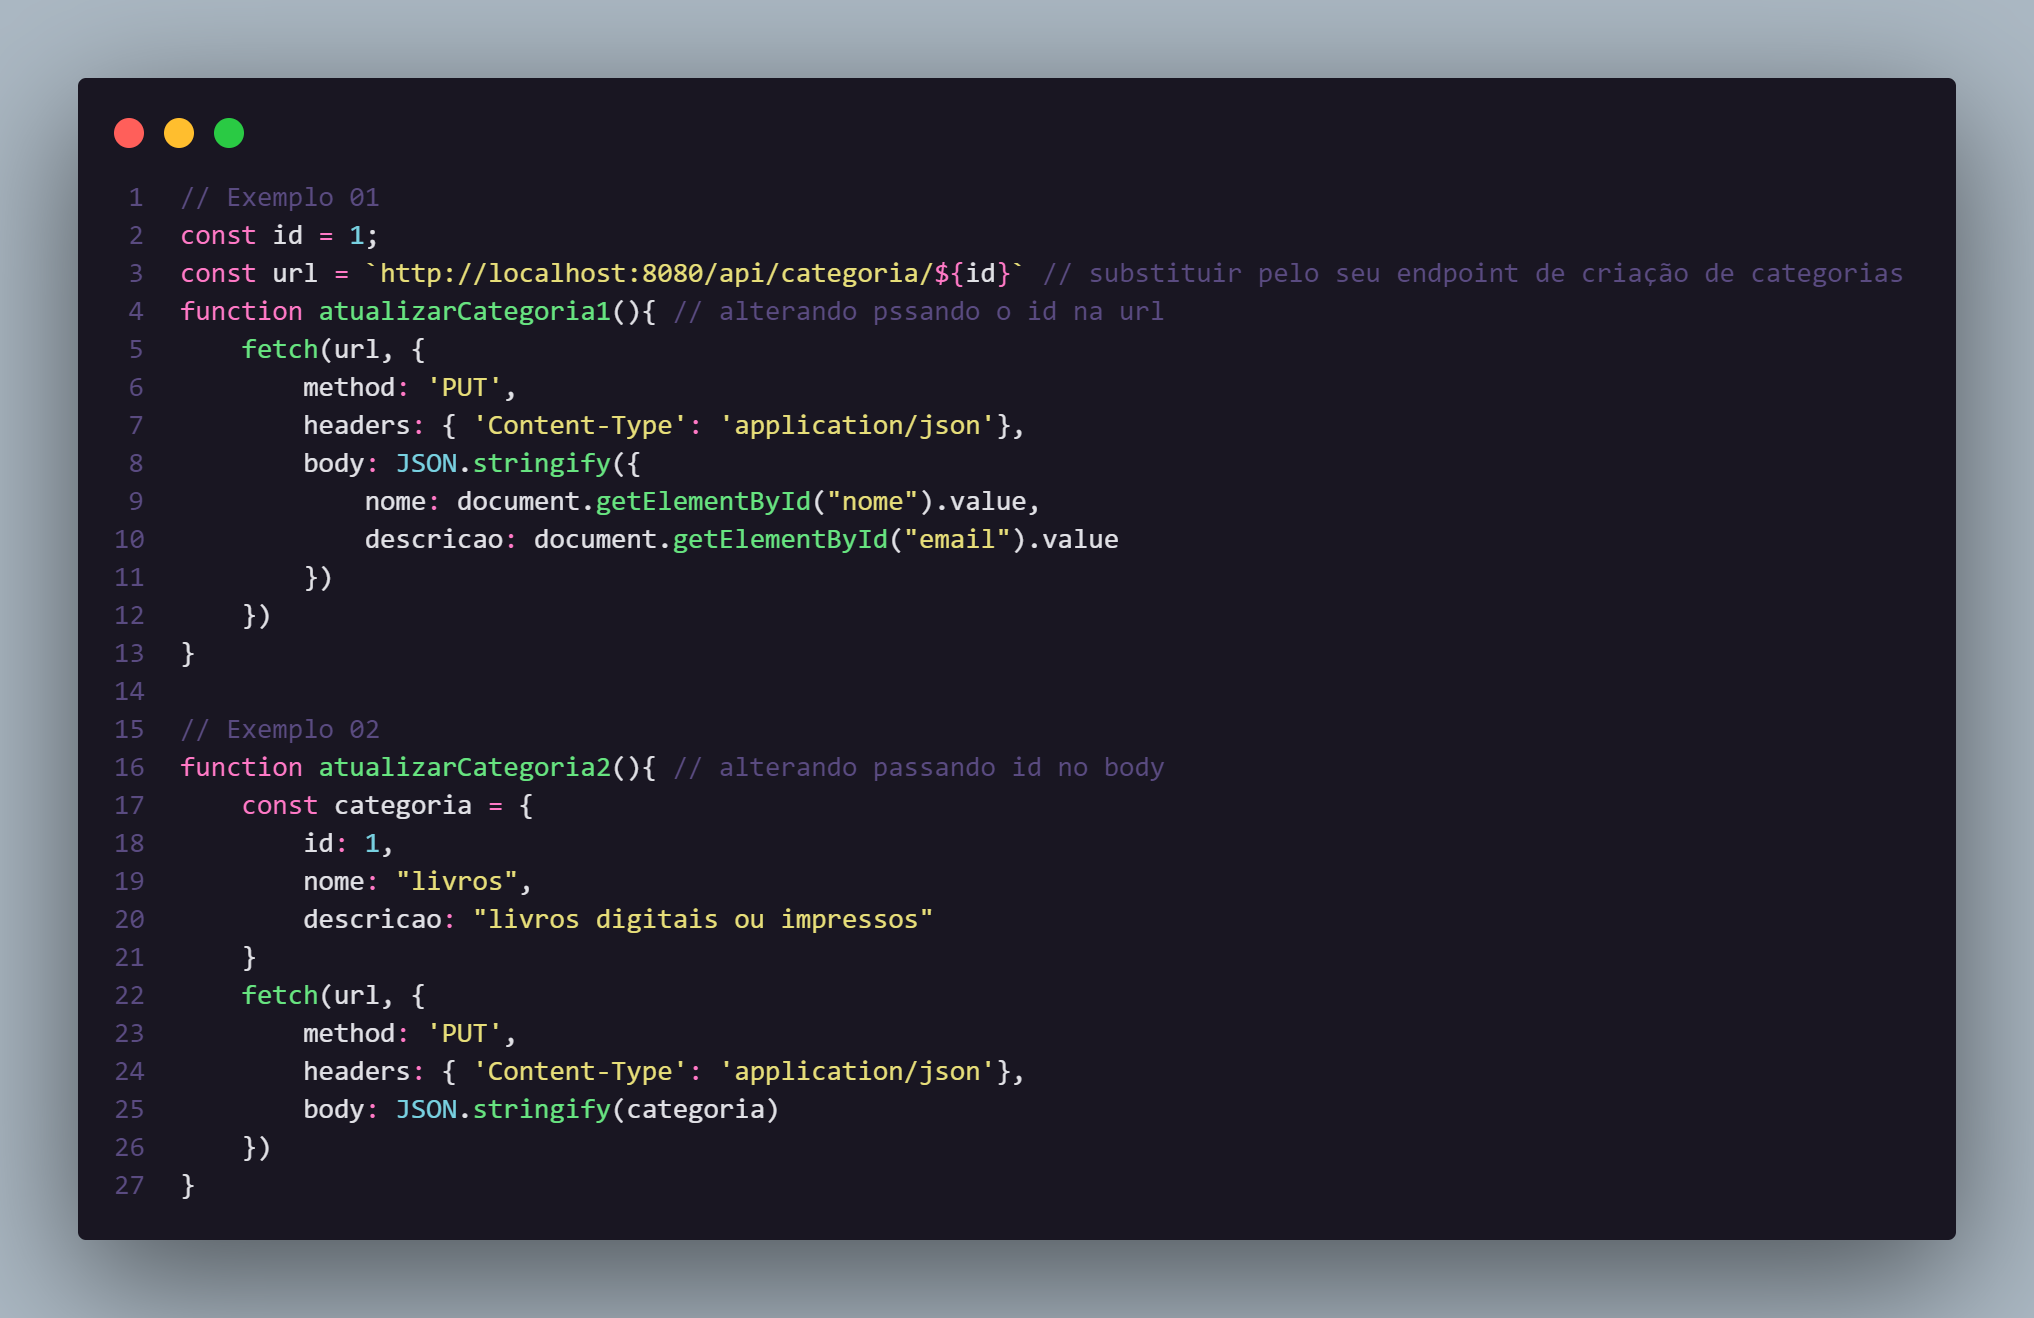 1 // Exemplo 01
2 const id = 1;
3 const url = `http://localhost:8080/api/categoria/${id}` // substituir pelo seu endpoint de criação de categorias
4 function atualizarCategoria1(){ // alterando pssando o id na url
5     fetch(url, {
6         method: 'PUT',
7         headers: { 'Content-Type': 'application/json'},
8         body: JSON.stringify({
9             nome: document.getElementById("nome").value,
10             descricao: document.getElementById("email").value
11         })
12     })
13 }
14
15 // Exemplo 02
16 function atualizarCategoria2(){ // alterando passando id no body
17     const categoria = {
18         id: 1,
19         nome: "livros",
20         descricao: "livros digitais ou impressos"
21     }
22     fetch(url, {
23         method: 'PUT',
24         headers: { 'Content-Type': 'application/json'},
25         body: JSON.stringify(categoria)
26     })
27 }